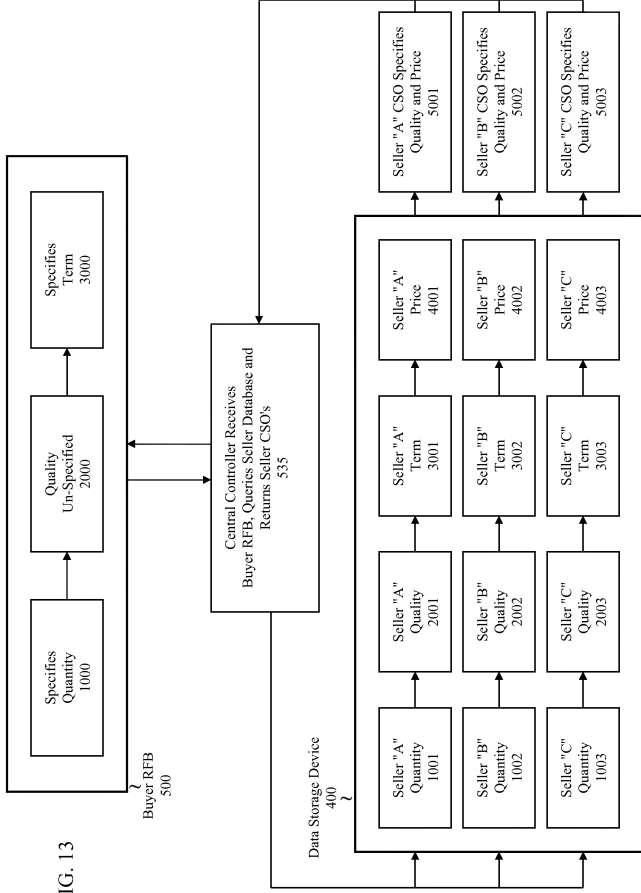 IG. 13
Buyer RFB
500
Specifies
Quantity
1000
Quality
Un-Specified
2000
Specifies
Term
3000
Central Controller Receives
Buyer RFB, Queries Seller Database and
Returns Seller CSO's
535
Data Storage Device
400
Seller "A"
Quantity
1001
Seller "A"
Quality
2001
Seller "A"
Term
3001
Seller "A"
Price
4001
Seller "A" CSO Specifies
Quality and Price
5001
Seller "B"
Quantity
1002
Seller "B"
Quality
2002
Seller "B"
Term
3002
Seller "B"
Price
4002
Seller "B" CSO Specifies
Quality and Price
5002
Seller "C"
Quantity
1003
Seller "C"
Quality
2003
Seller "C"
Term
3003
Seller "C"
Price
4003
Seller "C" CSO Specifies
Quality and Price
5003